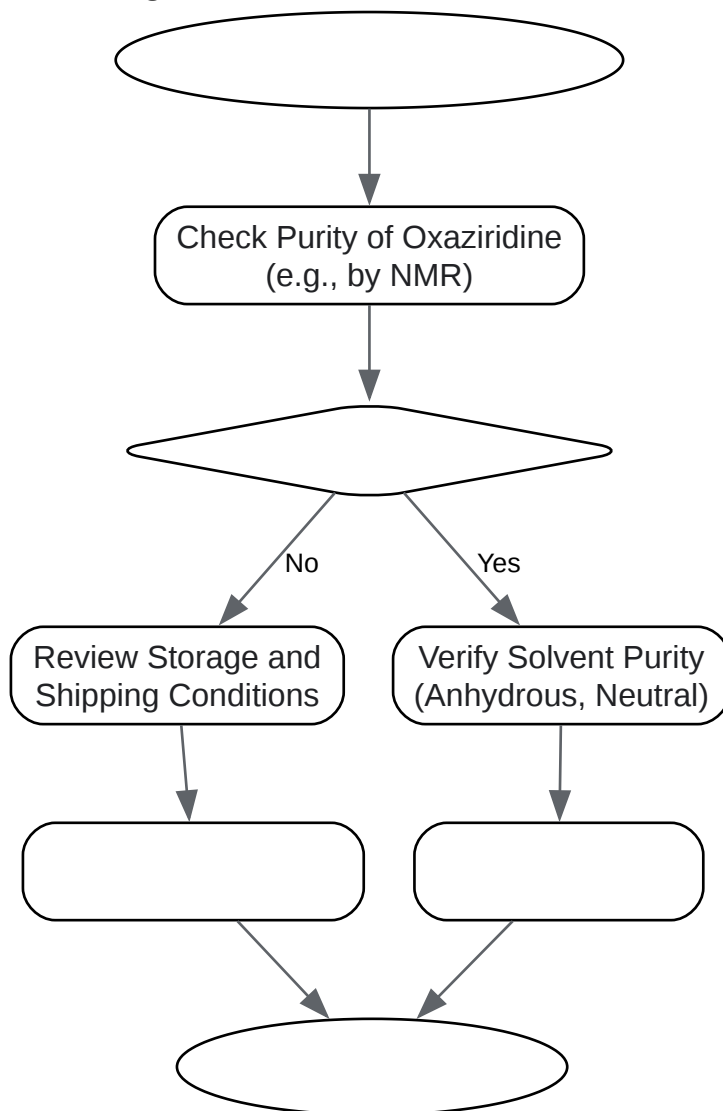 Check Purity of Oxaziridine
(e.g., by NMR)
No
Yes
Review Storage and
Shipping Conditions
Verify Solvent Purity
(Anhydrous, Neutral)